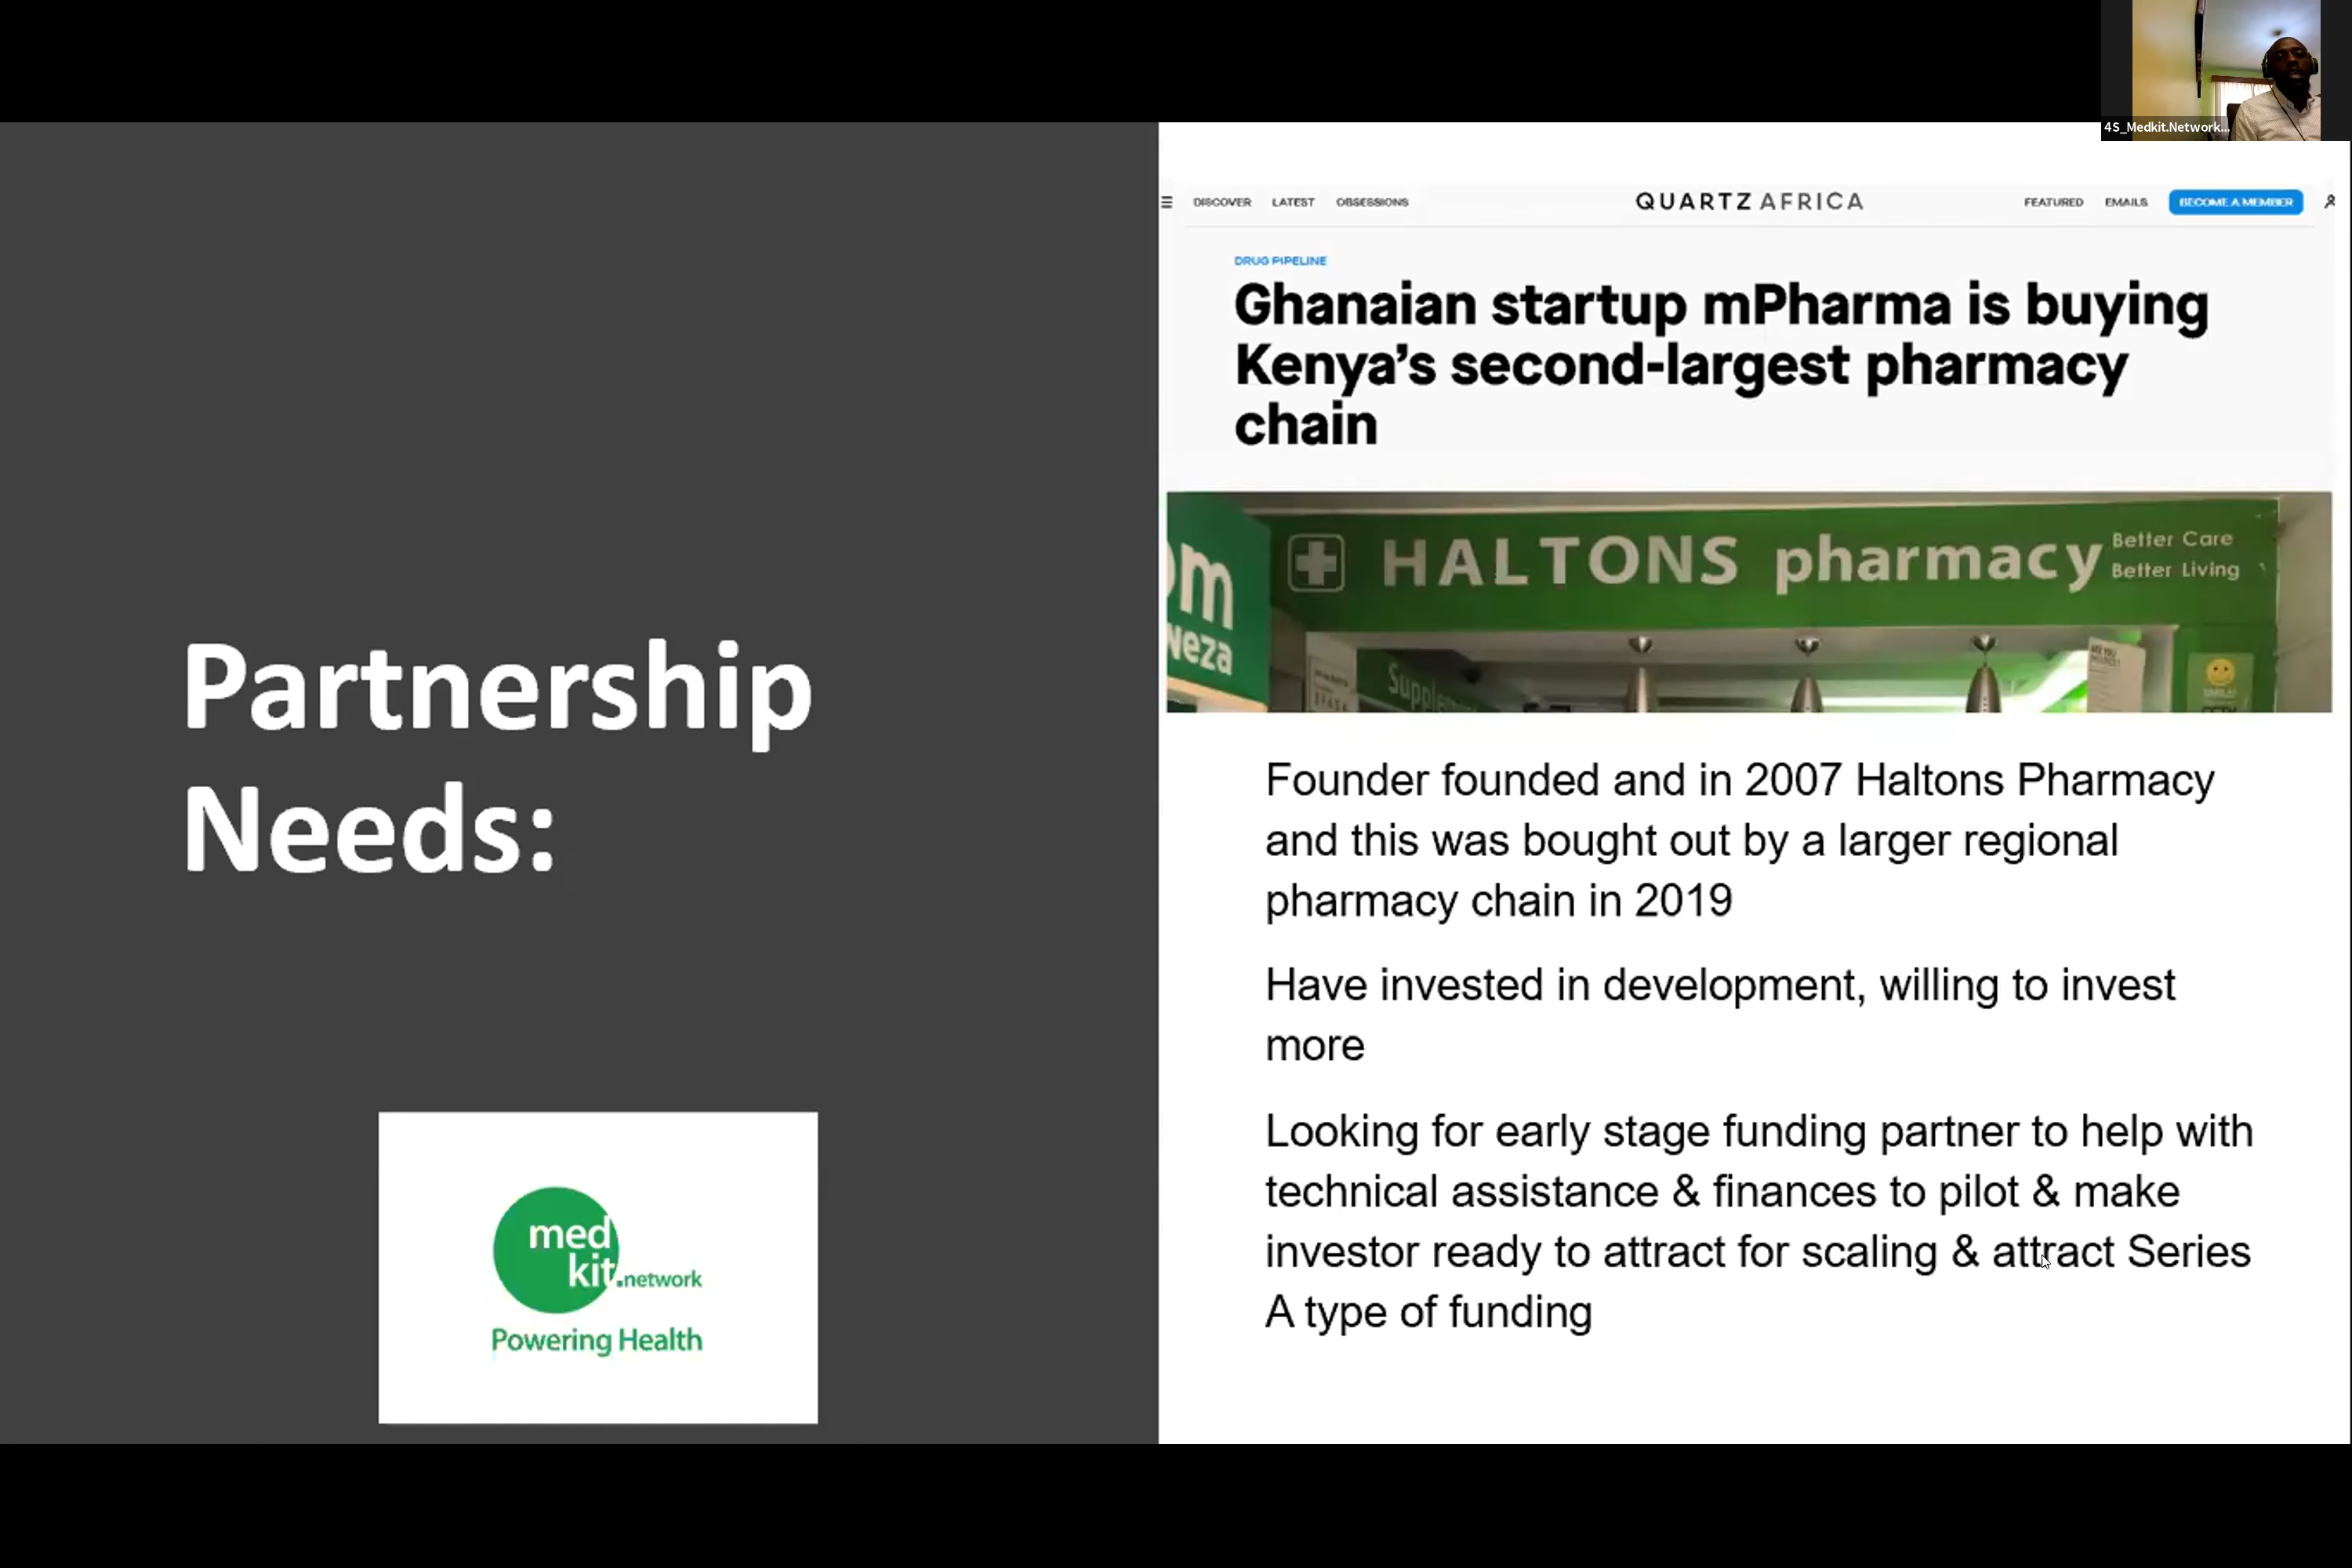 4S_Medkit.Network...
Partnership
Needs:
med
kit.network
Powering Health
DISCOVER LATEST OBSESSIONS QUARTZ AFRICA FEATURED EMAILS BECOME A MEMBER
DRUG PIPELINE
Ghanaian startup mPharma is buying
Kenya’s second-largest pharmacy
chain
HALTONS pharmacy
Better Care
Better Living
Founder founded and in 2007 Haltons Pharmacy
and this was bought out by a larger regional
pharmacy chain in 2019
Have invested in development, willing to invest
more
Looking for early stage funding partner to help with
technical assistance & finances to pilot & make
investor ready to attract for scaling & attract Series
A type of funding